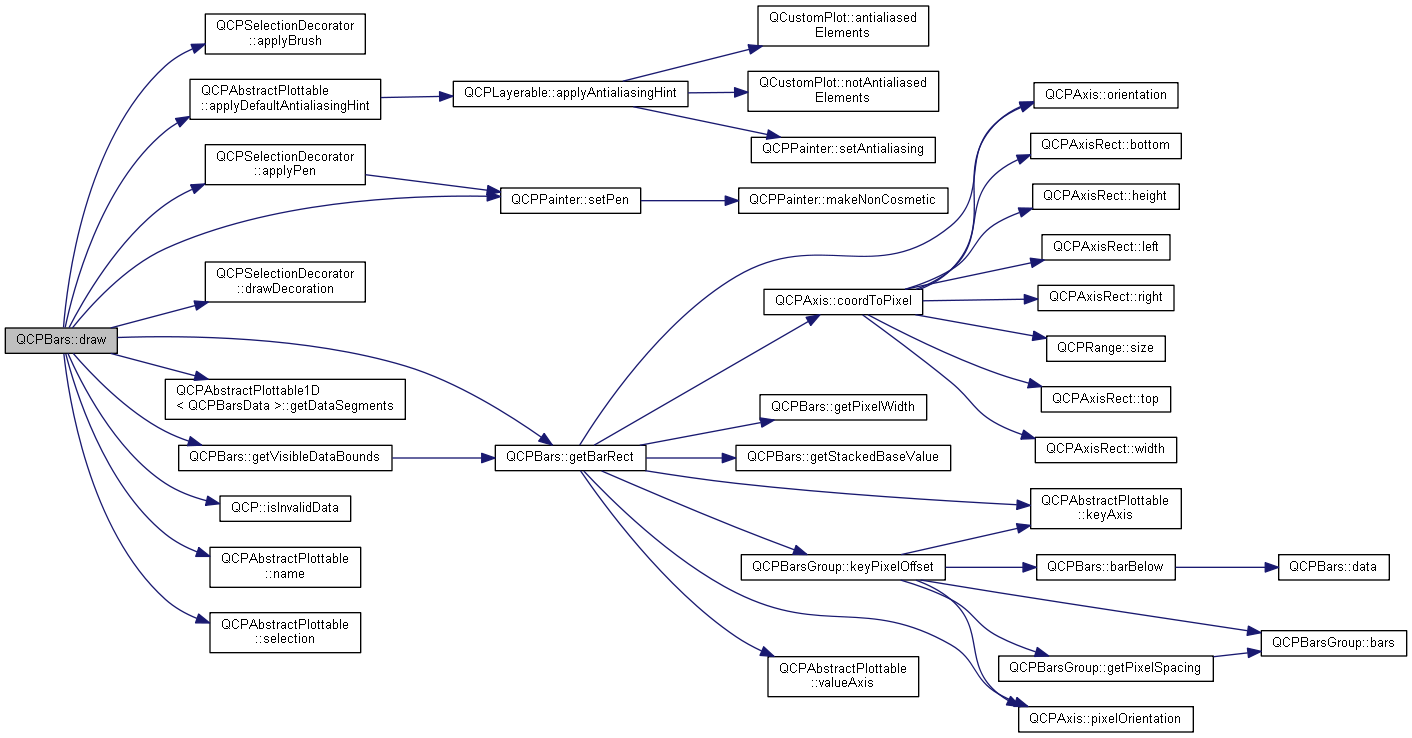 QCPBars::draw
QCPSelectionDecorator
::applyBrush
QCPAbstractPlottable
::applyDefaultAntialiasingHint
QCPSelectionDecorator
::applyPen
QCPSelectionDecorator
::drawDecoration
QCPAbstractPlottable1D
< QCPBarsData >::getDataSegments
QCPBars::getVisibleDataBounds
QCP::isInvalidData
QCPAbstractPlottable
::name
QCPAbstractPlottable
::selection
QCPLayerable::applyAntialiasingHint
QCPPainter::setPen
QCPBars::getBarRect
QCustomPlot::antialiased
Elements
QCustomPlot::notAntialiased
Elements
QCPPainter::setAntialiasing
QCPPainter::makeNonCosmetic
QCPAxis::coordToPixel
QCPBars::getPixelWidth
QCPBars::getStackedBaseValue
QCPBarsGroup::keyPixelOffset
QCPAbstractPlottable
::valueAxis
QCPAxis::orientation
QCPAxisRect::bottom
QCPAxisRect::height
QCPAxisRect::left
QCPAxisRect::right
QCPRange::size
QCPAxisRect::top
QCPAxisRect::width
QCPAbstractPlottable
::keyAxis
QCPBars::barBelow
QCPBarsGroup::getPixelSpacing
QCPAxis::pixelOrientation
QCPBars::data
QCPBarsGroup::bars